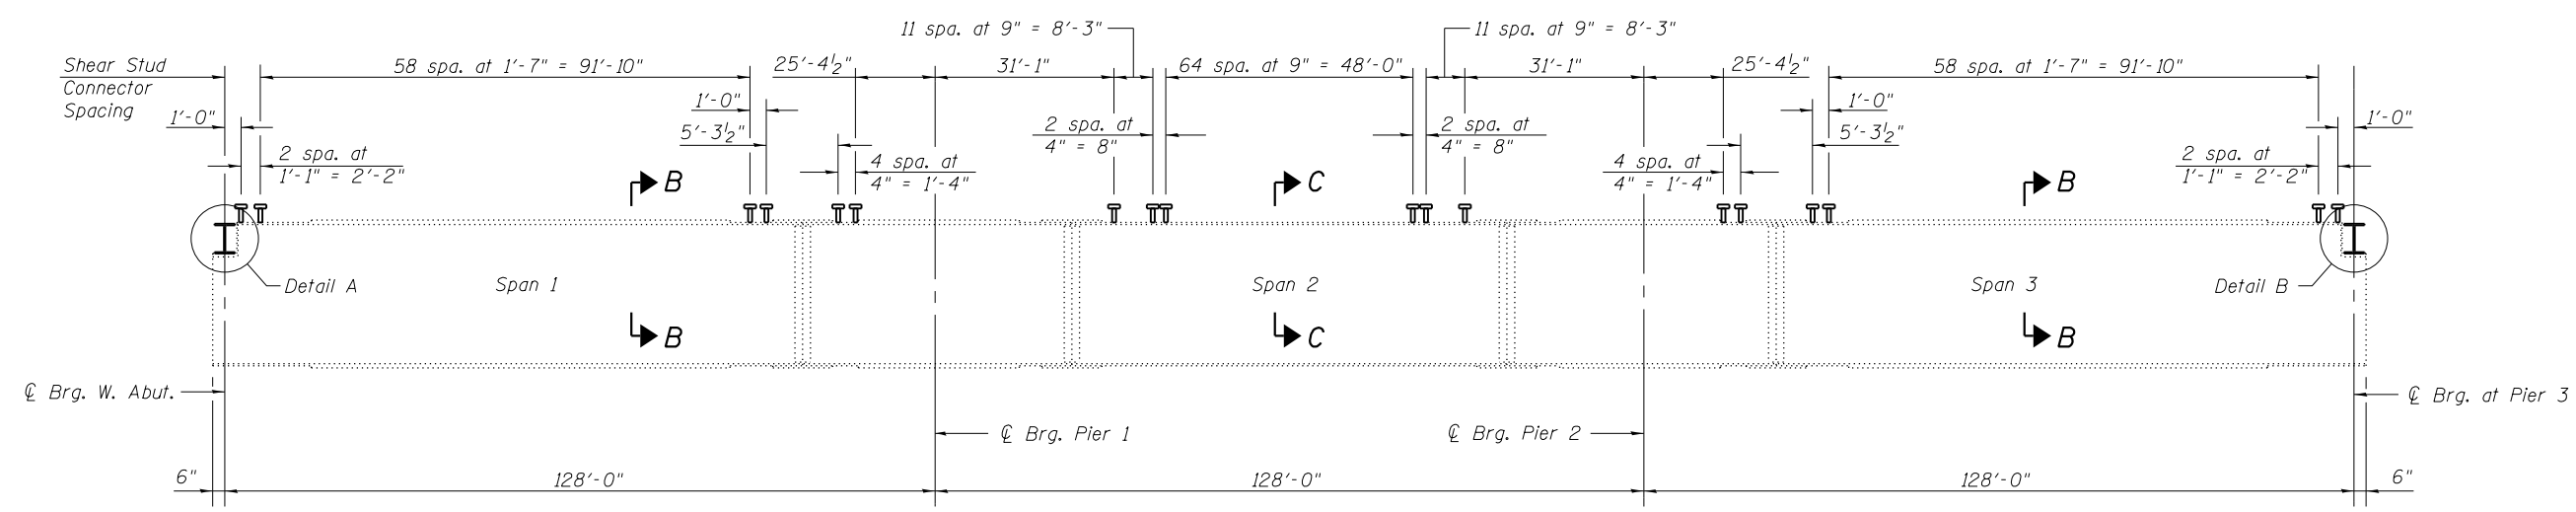 11 spa. at 9" = 8'-3"
11 spa. at 9" = 8'-3"
Shear Stud
Connector
Spacing
58 spa. at 1'-7" = 91'-10"
25'-4½"
31'-1"
64 spa. at 9" = 48'-0"
31'-1"
25'-4½"
58 spa. at 1'-7" = 91'-10"
1'-0"
1'-0"
5'-3½"
2 spa. at
4" = 8"
2 spa. at
4" = 8"
1'-0"
5'-3½"
1'-0"
2 spa. at
1'-1" = 2'-2"
4 spa. at
4" = 1'-4"
4 spa. at
4" = 1'-4"
2 spa. at
1'-1" = 2'-2"
B
C
B
Detail A
Span 1
Span 2
Span 3
Detail B
B
C
B
℄ Brg. W. Abut.
℄ Brg. at Pier 3
℄ Brg. Pier 1
℄ Brg. Pier 2
6"
128'-0"
128'-0"
128'-0"
6"